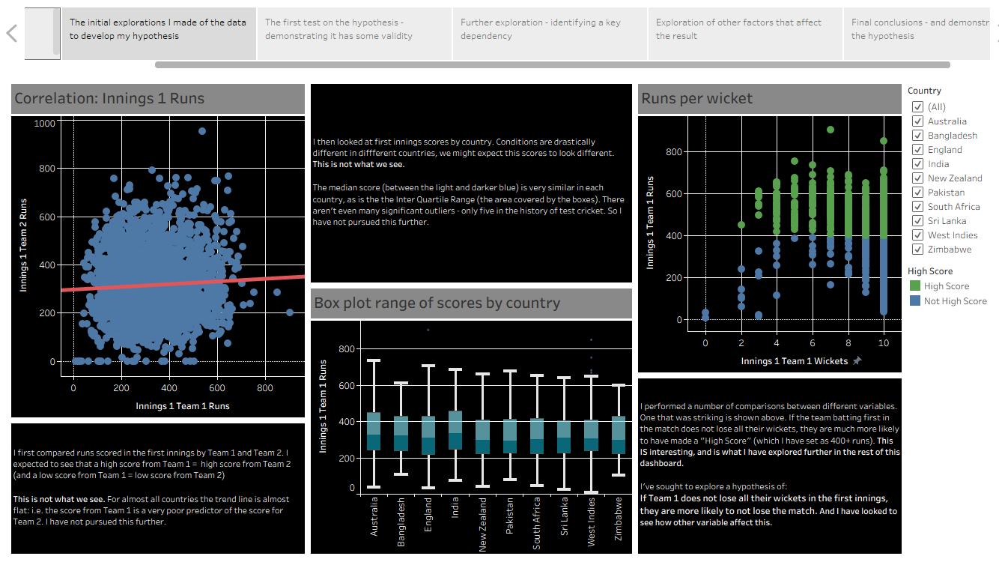 The initial explorations I made of the data
to develop my hypothesis
The first test on the hypothesis -
demonstrating it has some validity
Further exploration - identifying a key
dependency
Exploration of other factors that affect
the result
Final conclusions - and demonstr
the hypothesis
Correlation: Innings 1 Runs
1000
800
600
400
200
0
Innings 1 Team 2 Runs
0 200 400 600 800
Innings 1 Team 1 Runs
I first compared runs scored in the first innings by Team 1 and Team 2. I
expected to see that a high score from Team 1 = high score from Team 2
(and a low score from Team 1 = low score from Team 2)
This is not what we see. For almost all countries the trend line is almost
flat: i.e. the score from Team 1 is a very poor predictor of the score for
Team 2. I have not pursued this further.
I then looked at first innings scores by country. Conditions are drastically
different in diffferent countries, we might expect this scores to look different.
This is not what we see.
The median score (between the light and darker blue) is very similar in each
country, as is the the Inter Quartile Range (the area covered by the boxes). There
aren't even many significant outliers - only five in the history of test cricket. So I
have not pursued this further.
Box plot range of scores by country
800
600
400
200
0
Innings 1 Team 1 Runs
Australia
Bangladesh
England
India
New Zealand
Pakistan
South Africa
Sri Lanka
West Indies
Zimbabwe
Runs per wicket
800
600
400
200
0
Innings 1 Team 1 Runs
0 2 4 6 8 10
Innings 1 Team 1 Wickets
I performed a number of comparisons between different variables.
One that was striking is shown above. If the team batting first in
the match does not lose all their wickets, they are much more likely
to have made a "High Score" (which I have set as 400+ runs). This
IS interesting, and is what I have explored further in the rest of this
dashboard.
I've sought to explore a hypothesis of:
If Team 1 does not lose all their wickets in the first innings,
they are more likely to not lose the match. And I have looked to
see how other variable affect this.
Country
(All)
Australia
Bangladesh
England
India
New Zealand
Pakistan
South Africa
Sri Lanka
West Indies
Zimbabwe
High Score
High Score
Not High Score